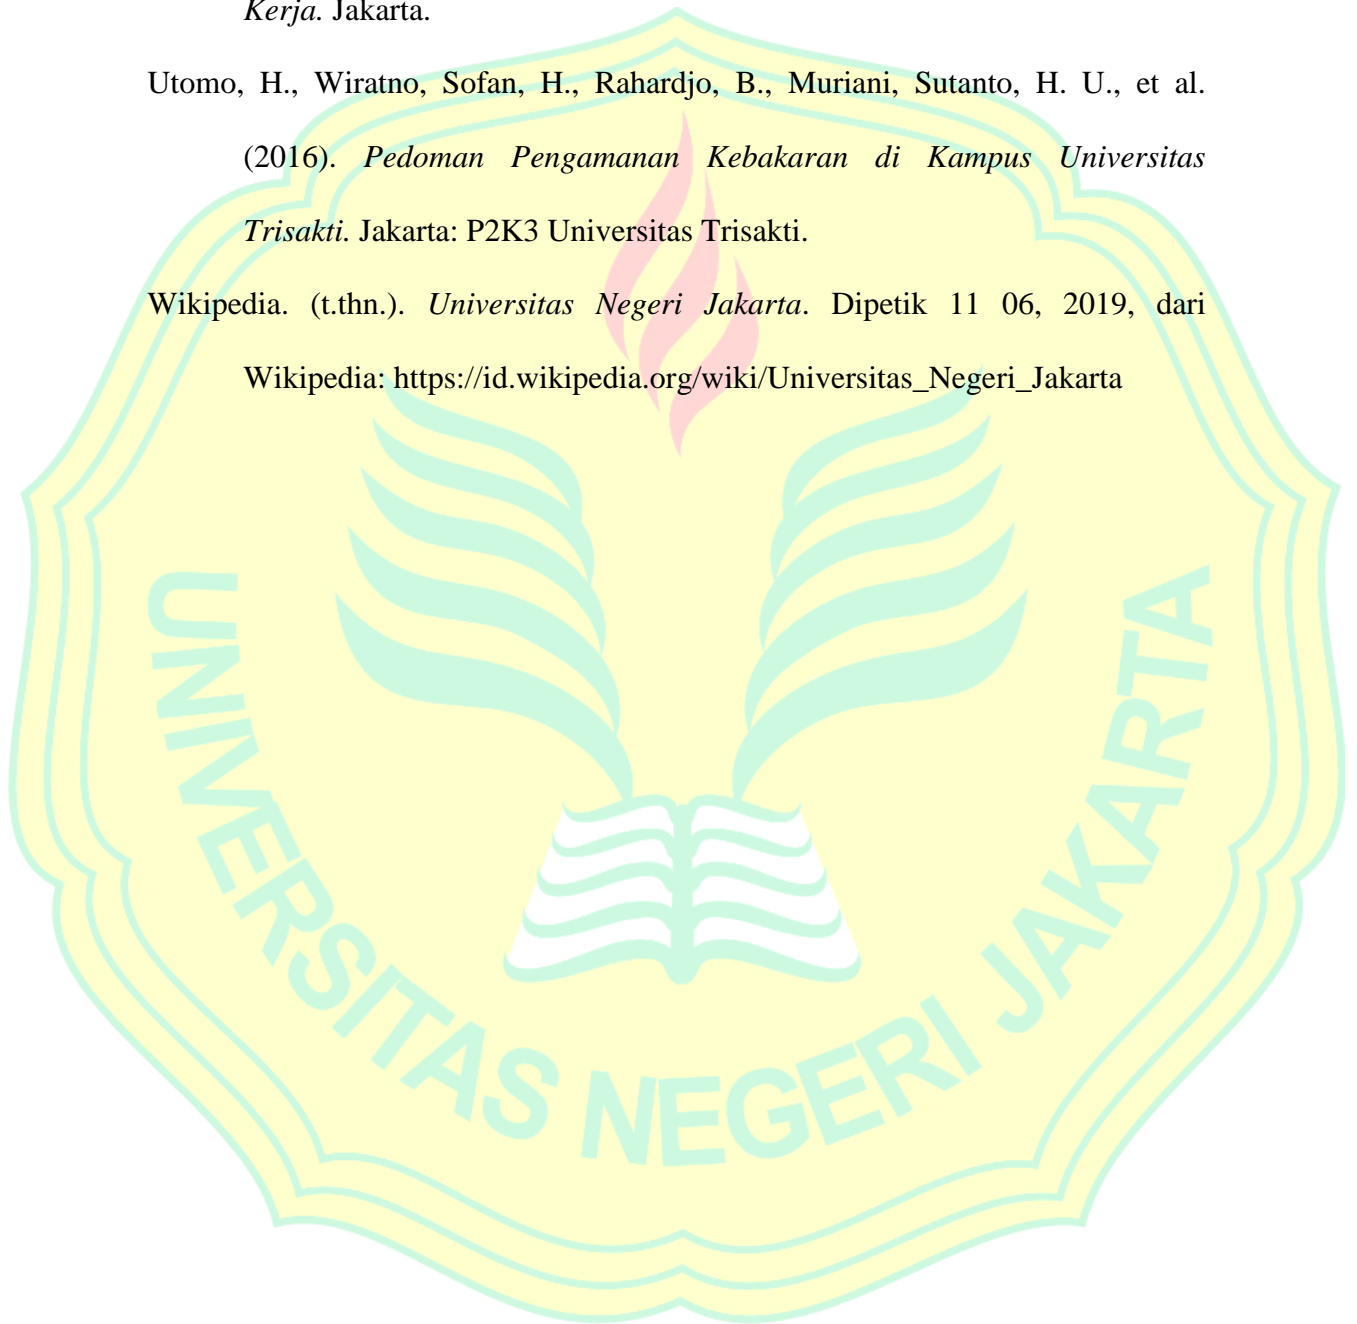 Kerja. Jakarta.
Utomo, H., Wiratno, Sofan, H., Rahardjo, B., Muriani, Sutanto, H. U., et al.
(2016). Pedoman Pengamanan Kebakaran di Kampus Universitas
Trisakti. Jakarta: P2K3 Universitas Trisakti.
Wikipedia. (t.thn.). Universitas Negeri Jakarta. Dipetik 11 06, 2019, dari
Wikipedia: https://id.wikipedia.org/wiki/Universitas_Negeri_Jakarta
UNIVERSITAS NEGERI JAKARTA